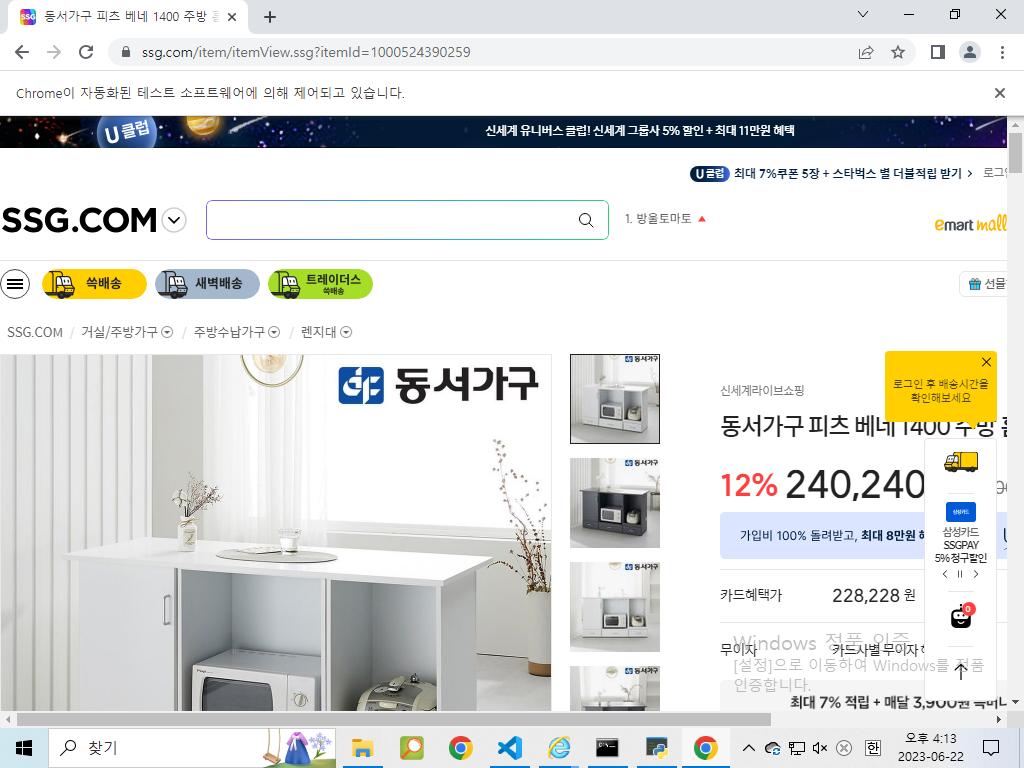 동서가구 피츠 베네 1400 주방
ssg.com/item/itemView.ssg?itemId=1000524390259
Chrome이 자동화된 테스트 소프트웨어에 의해 제어되고 있습니다.
U 클럽
신세계 유니버스 클럽! 신세계 그룹사 5% 할인 + 최대 11만원 혜택
U 클럽 최대 7%쿠폰 5장 + 스타벅스 별 더블적립 받기 > 로그인
SSG.COM
1. 방울토마토
emart mall
쓱배송
새벽배송
트레이더스
쓱배송
선물
SSG.COM / 거실/주방가구 / 주방수납가구 / 렌지대
동서가구
로그인 후 배송시간을
확인해보세요
신세계라이브쇼핑
동서가구 피츠 베네 1400 주방 홈
12% 240,240
가입비 100% 돌려받고, 최대 8만원
삼성카드
삼성카드
SSGPAY
5% 청구할인
카드혜택가 228,228 원
0
무이자 카드사별 무이자
Windows 정품 인증
[설정]으로 이동하여 Windows를 정품
인증합니다.
최대 7% 적립 + 매달 3,900원 쓱머니
찾기
한
오후 4:13
2023-06-22